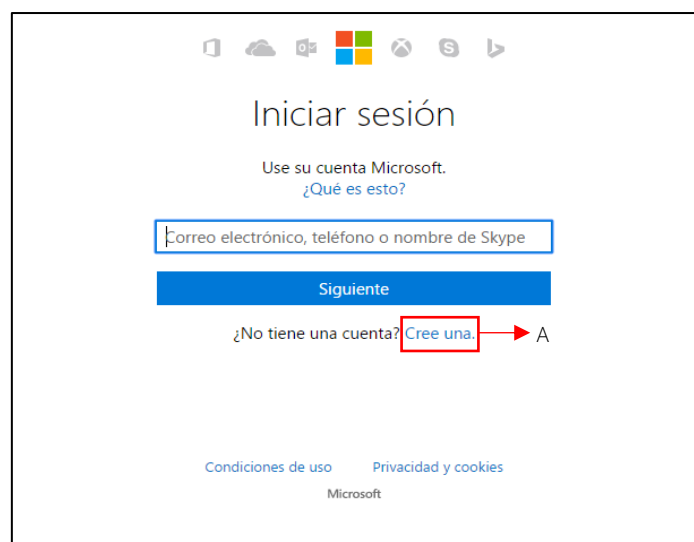 Iniciar sesión
Use su cuenta Microsoft.
¿Qué es esto?
Correo electrónico, teléfono o nombre de Skype
Siguiente
¿No tiene una cuenta? Cree una. A
Condiciones de uso Privacidad y cookies
Microsoft